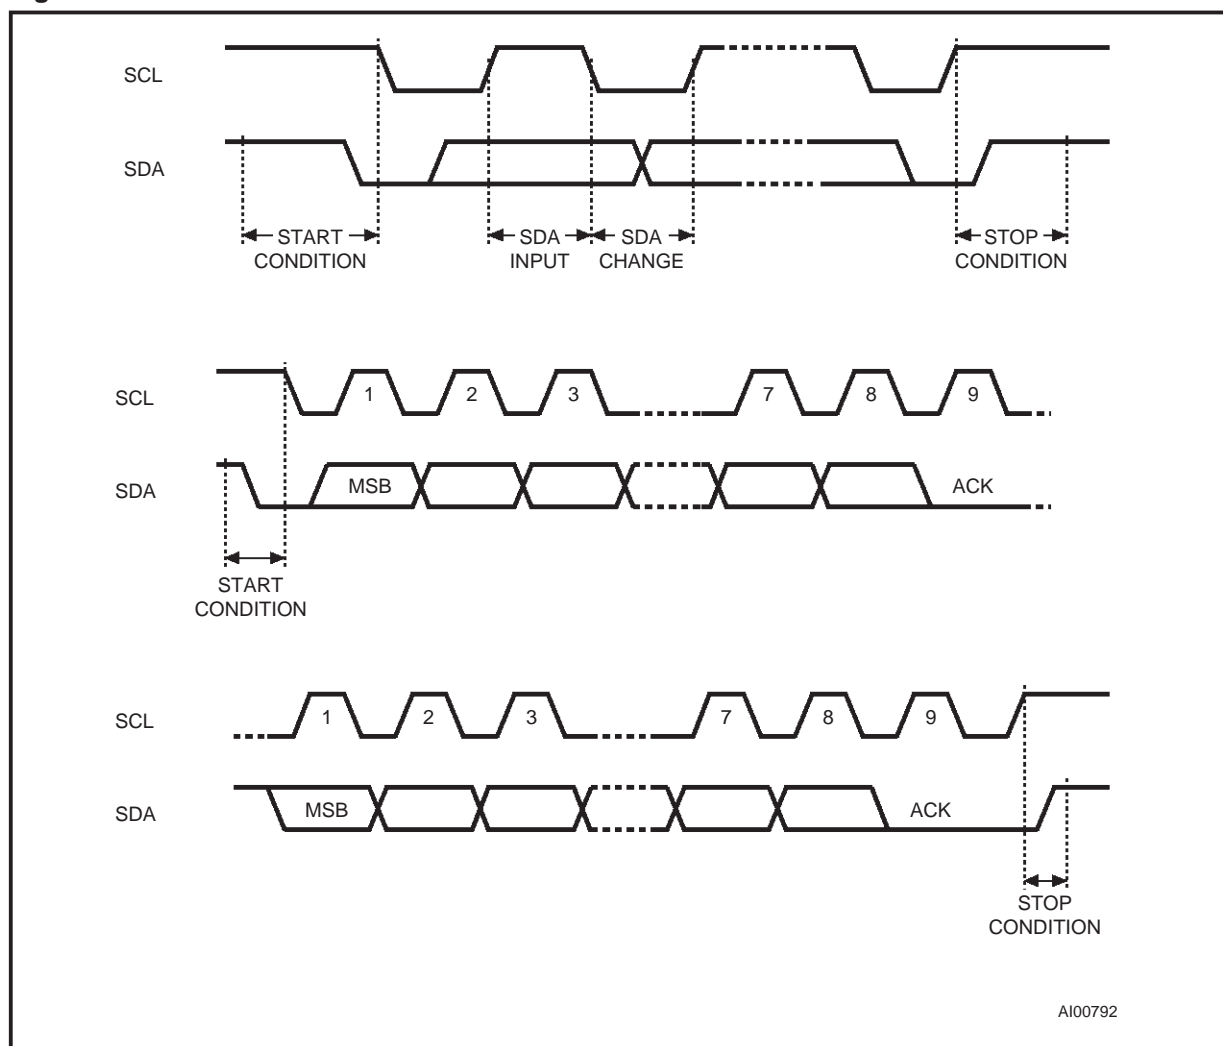 SCL
SDA
START
CONDITION
SDA
INPUT
SDA
CHANGE
STOP
CONDITION
SCL
1 2 3 7 8 9
SDA
MSB ACK
START
CONDITION
SCL
1 2 3 7 8 9
SDA
MSB ACK
STOP
CONDITION
AI00792